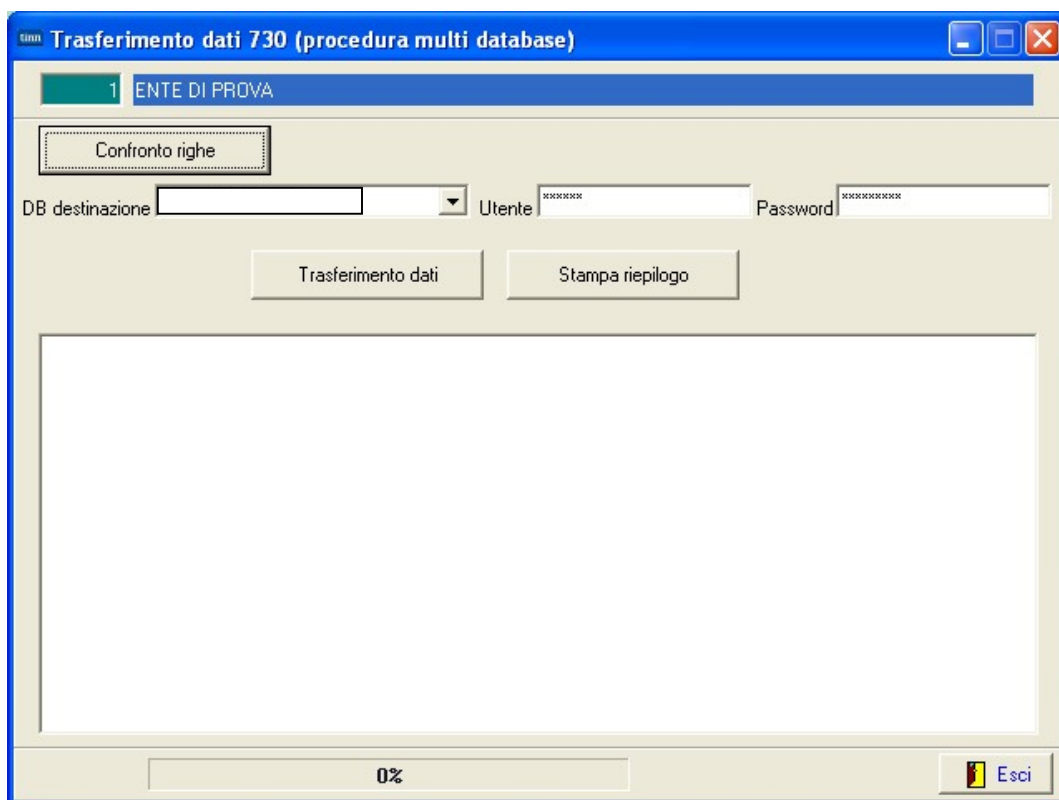 tinn Trasferimento dati 730 (procedura multi database)
1 ENTE DI PROVA
Confronto righe
DB destinazione Utente ****** Password *********
Trasferimento dati Stampa riepilogo
0% Esci